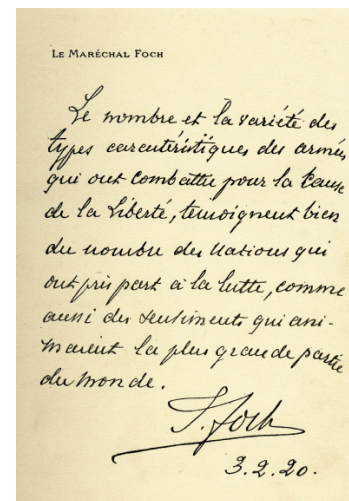 LE MARÉCHAL FOCH
Le nombre et la variété des
types caractéristiques des armées
qui ont combattu pour la Cause
de la Liberté, temoignent bien
du nombre des Nations qui
ont pris part à la lutte, comme
aussi des sentiments qui ani-
maient la plus grande partie
du monde.
F. Foch
3.2.20.